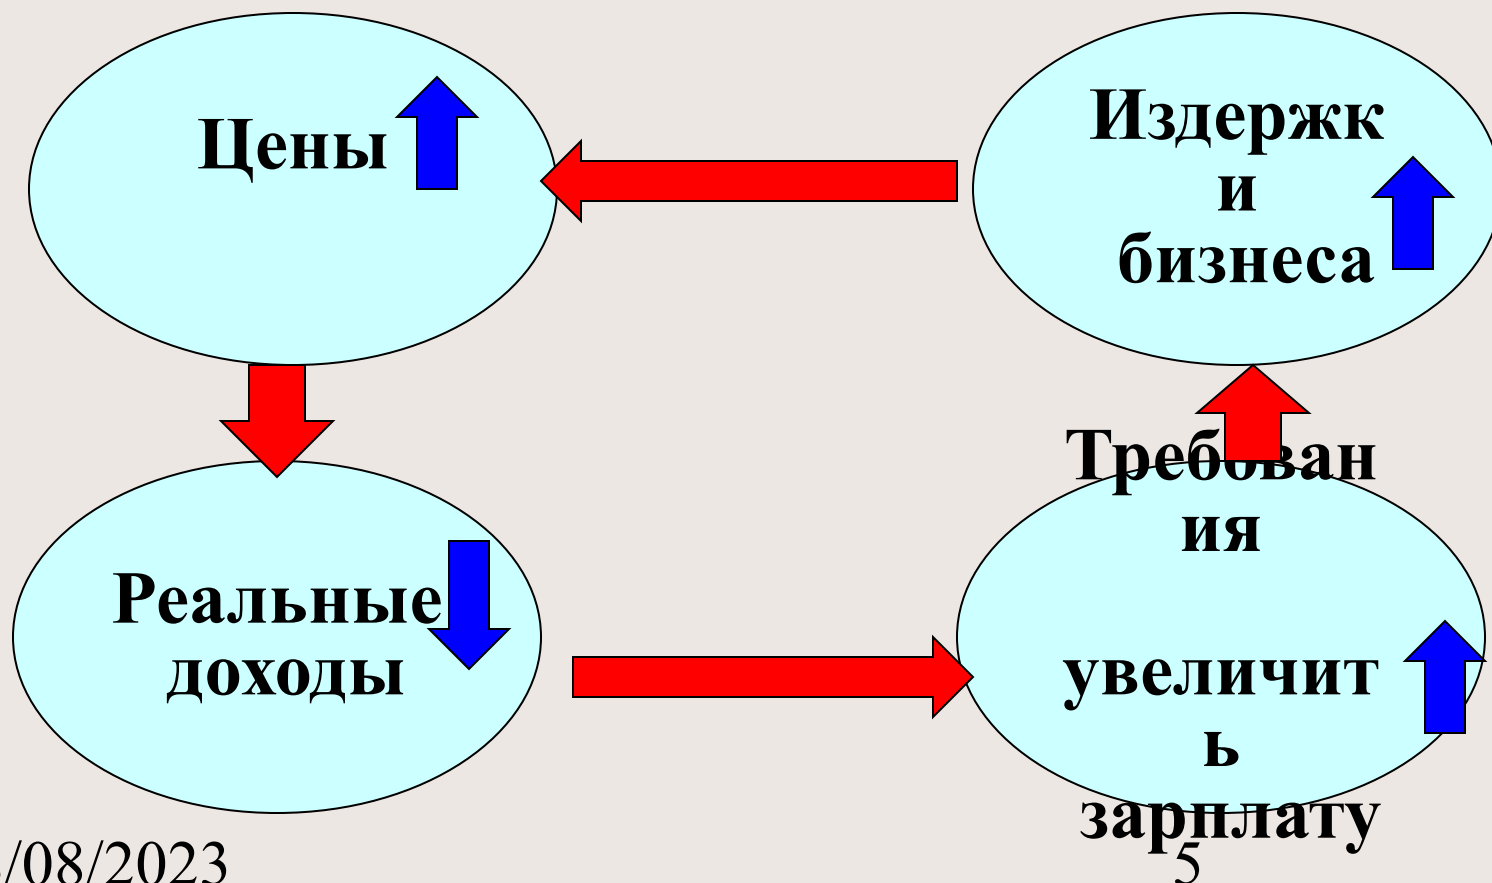 Цены
Издержк
и
бизнеса
Реальные
доходы
Требован
ия
увеличит
ь
зарплату
/08/2023
5